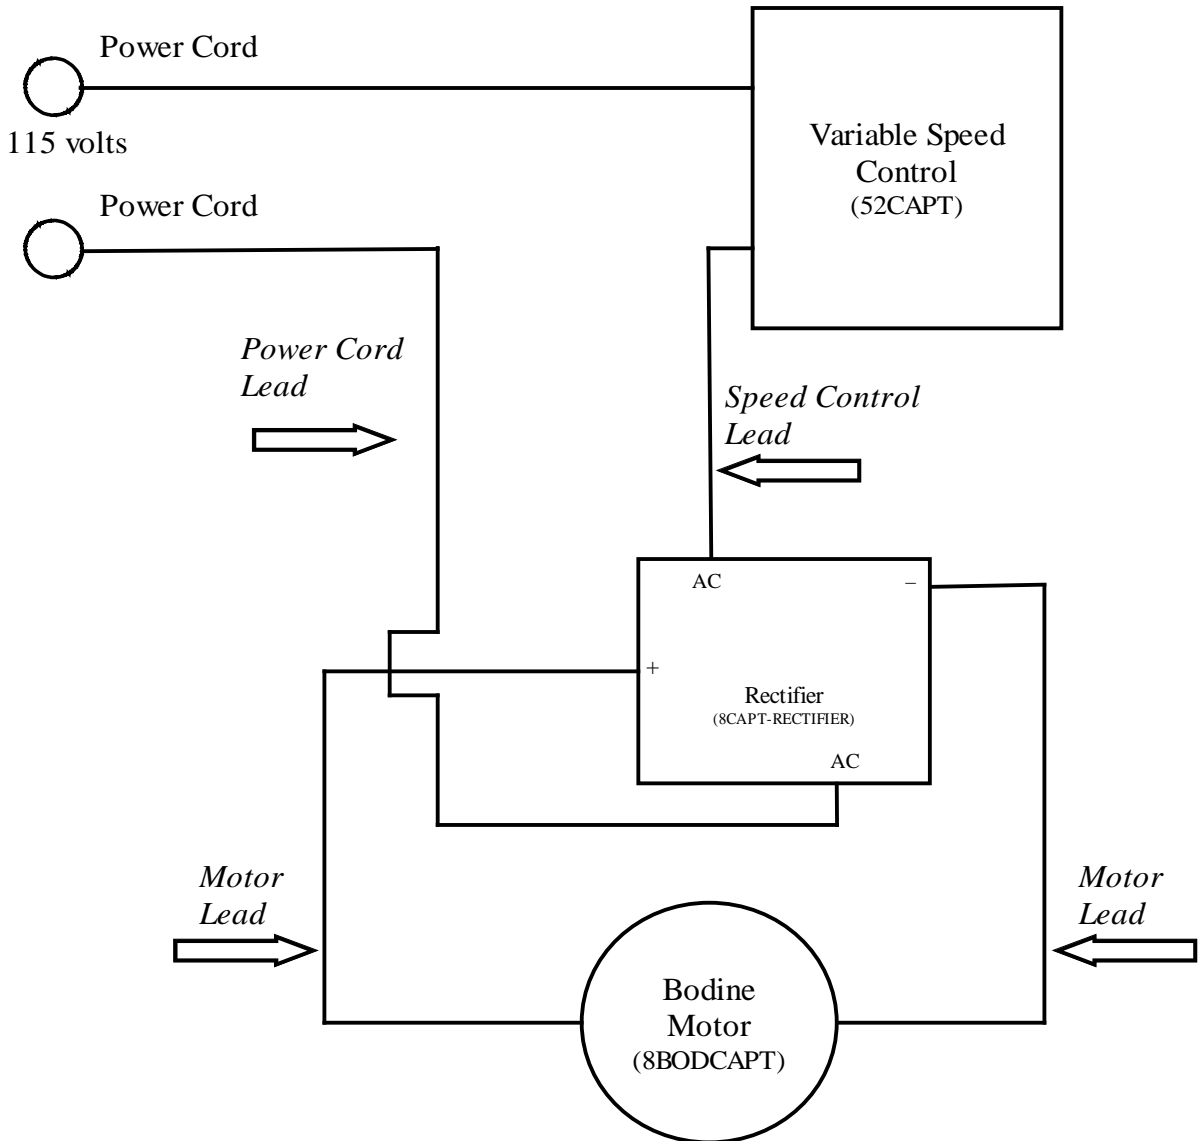 Power Cord
115 volts
Power Cord
Variable Speed
Control
(52CAPT)
Power Cord
Lead
Speed Control
Lead
AC
–
+
Rectifier
(8CAPT-RECTIFIER)
AC
Motor
Lead
Motor
Lead
Bodine
Motor
(8BODCAPT)